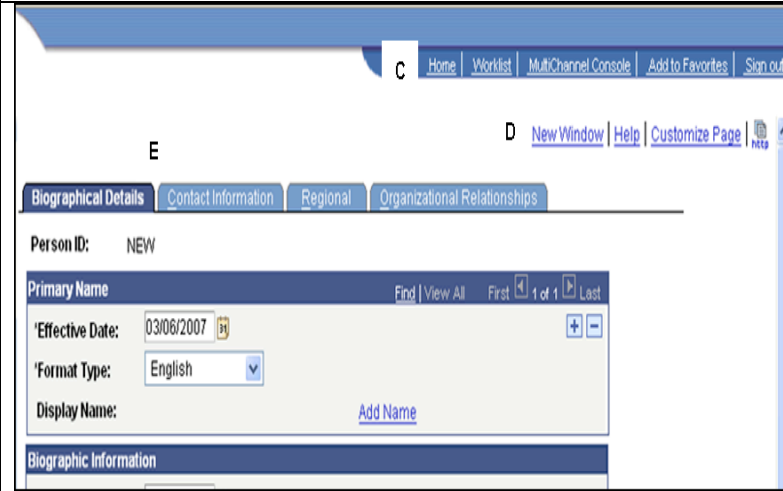 C Home Worklist MultiChannel Console Add to Favorites Sign out
D New Window Help Customize Page http
E
Biographical Details Contact Information Regional Organizational Relationships
Person ID: NEW
Primary Name Find | View All First 1 of 1 Last
*Effective Date: 03/06/2007 31
*Format Type: English
Display Name: Add Name
Biographic Information